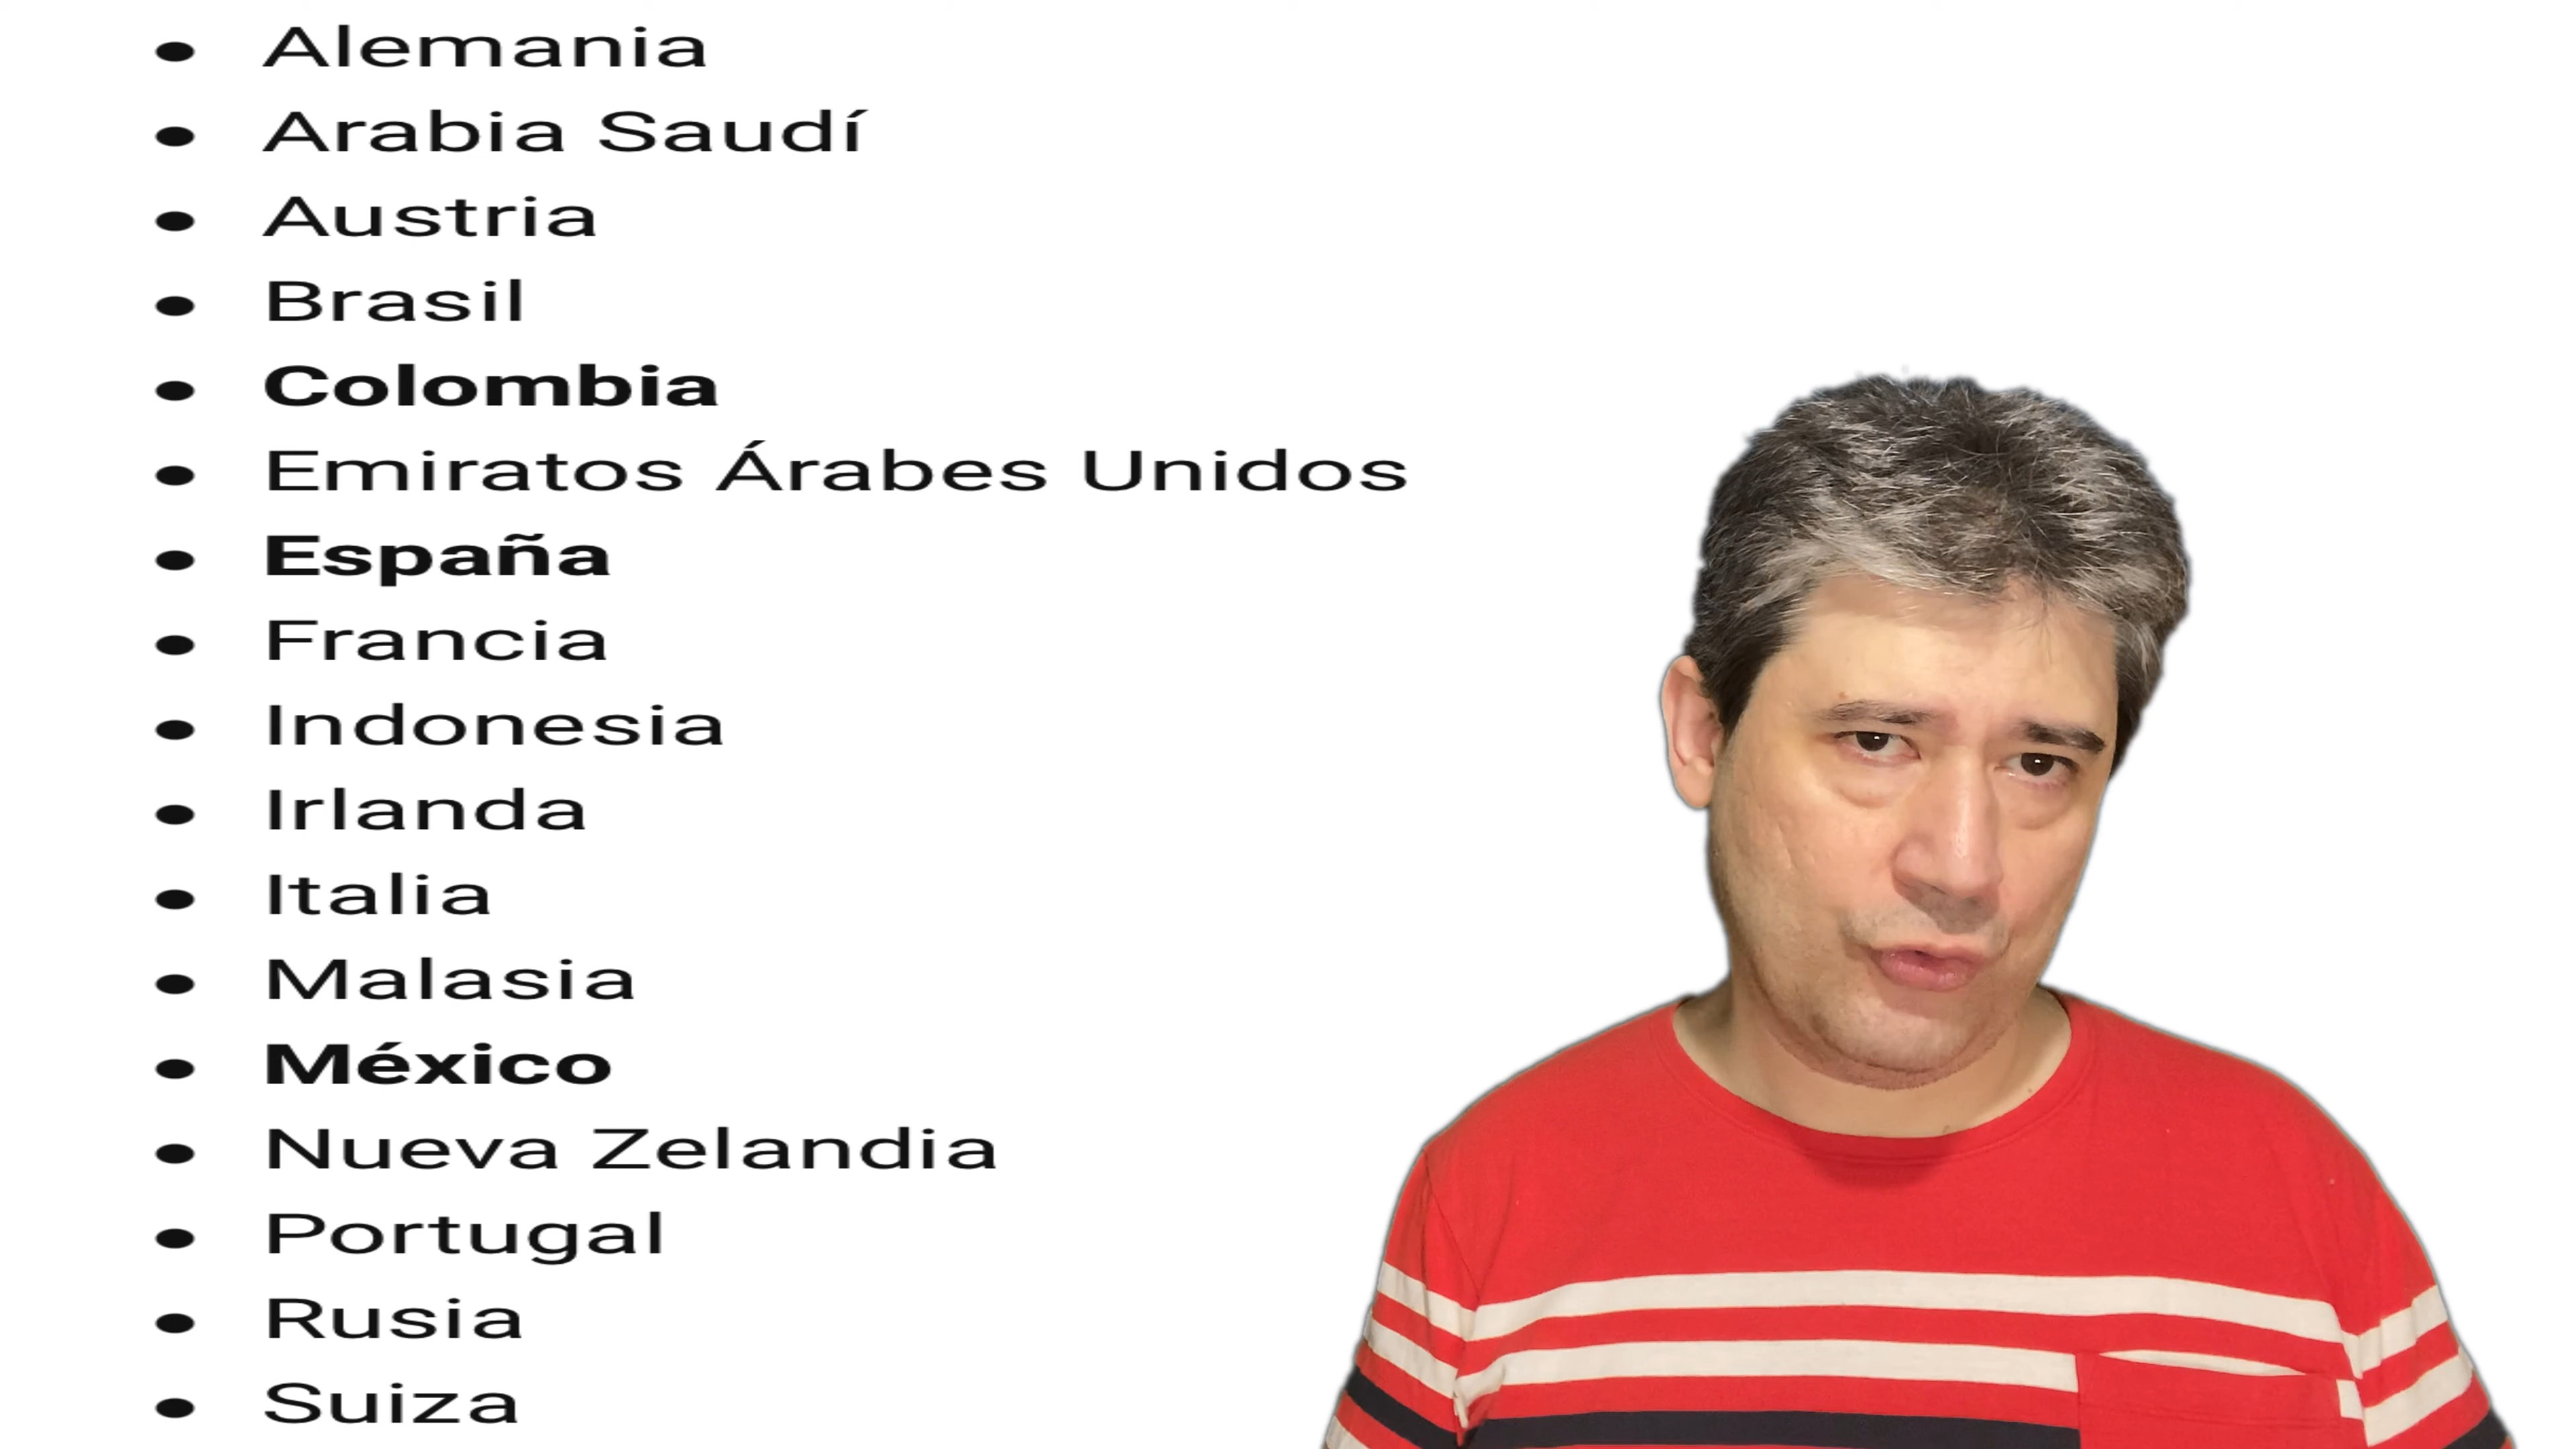 Alemania
Arabia Saudí
Austria
Brasil
Colombia
Emiratos Árabes Unidos
España
Francia
Indonesia
Irlanda
Italia
Malasia
México
Nueva Zelandia
Portugal
Rusia
Suiza